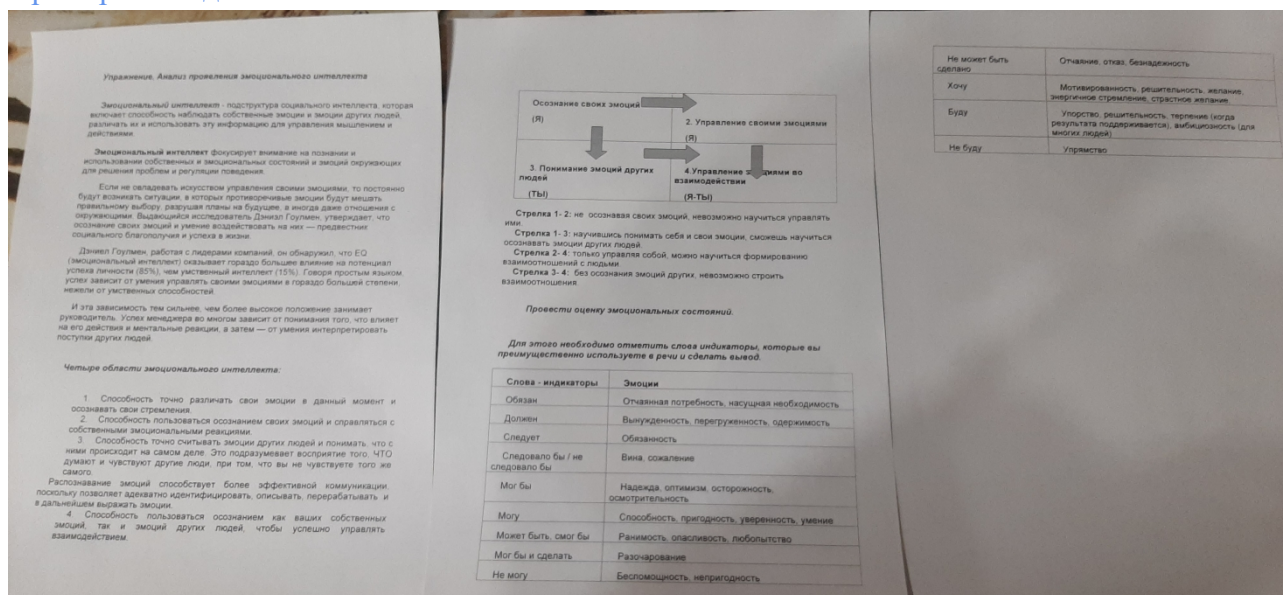 Упражнение. Анализ проявления эмоционального интеллекта
Эмоциональный интеллект - подструктура социального интеллекта, которая
включает способность наблюдать собственные эмоции и эмоции других людей,
различать их и использовать эту информацию для управления мышлением и
действиями.
Эмоциональный интеллект фокусирует внимание на познании и
использовании собственных и эмоциональных состояний и эмоций окружающих
для решения проблем и регуляции поведения.
Если не овладевать искусством управления своими эмоциями, то постоянно
будут возникать ситуации, в которых противоречивые эмоции будут мешать
правильному выбору, разрушая планы на будущее, а иногда даже отношения с
окружающими. Выдающийся исследователь Дэниэл Гоулмен, утверждает, что
осознание своих эмоций и умение воздействовать на них — предвестник
социального благополучия и успеха в жизни.
Дэниел Гоулмен, работая с лидерами компаний, он обнаружил, что EQ
(эмоциональный интеллект) оказывает гораздо большее влияние на потенциал
успеха личности (85%), чем умственный интеллект (15%). Говоря простым языком,
успех зависит от умения управлять своими эмоциями в гораздо большей степени,
нежели от умственных способностей.
И эта зависимость тем сильнее, чем более высокое положение занимает
руководитель. Успех менеджера во многом зависит от понимания того, что влияет
на его действия и ментальные реакции, а затем — от умения интерпретировать
поступки других людей.
Четыре области эмоционального интеллекта:
1. Способность точно различать свои эмоции в данный момент и
осознавать свои стремления.
2. Способность пользоваться осознанием своих эмоций и справляться с
собственными эмоциональными реакциями.
3. Способность точно считывать эмоции других людей и понимать, что с
ними происходит на самом деле. Это подразумевает восприятие того, ЧТО
думают и чувствуют другие люди, при том, что вы не чувствуете того же
самого.
Распознавание эмоций способствует более эффективной коммуникации,
поскольку позволяет адекватно идентифицировать, описывать, перерабатывать и
в дальнейшем выражать эмоции.
4. Способность пользоваться осознанием как ваших собственных
эмоций, так и эмоций других людей, чтобы успешно управлять
взаимодействием.
Осознание своих эмоций
(Я)
2. Управление своими эмоциями
(Я)
3. Понимание эмоций других
людей
(ТЫ)
4.Управление эмоциями во
взаимодействии
(Я-ТЫ)
Стрелка 1- 2: не осознавая своих эмоций, невозможно научиться управлять
ими.
Стрелка 1- 3: научившись понимать себя и свои эмоции, сможешь научиться
осознавать эмоции других людей.
Стрелка 2- 4: только управляя собой, можно научиться формированию
взаимоотношений с людьми.
Стрелка 3- 4: без осознания эмоций других, невозможно строить
взаимоотношения.
Провести оценку эмоциональных состояний.
Для этого необходимо отметить слова индикаторы, которые вы
преимущественно используете в речи и сделать вывод.
Слова - индикаторы Эмоции
Обязан Отчаянная потребность, насущная необходимость
Должен Вынужденность, перегруженность, одержимость
Следует Обязанность
Следовало бы / не
следовало бы
Вина, сожаление
Мог бы Надежда, оптимизм, осторожность,
осмотрительность
Могу Способность, пригодность, уверенность, умение
Может быть, смог бы Ранимость, опасливость, любопытство
Мог бы и сделать Разочарование
Не могу Беспомощность, непригодность
Не может быть
сделано
Отчаяние, отказ, безнадежность
Хочу Мотивированность, решительность, желание,
энергичное стремление, страстное желание
Буду Упорство, решительность, терпение (когда
результата поддерживается), амбициозность (для
многих людей)
Не буду Упрямство